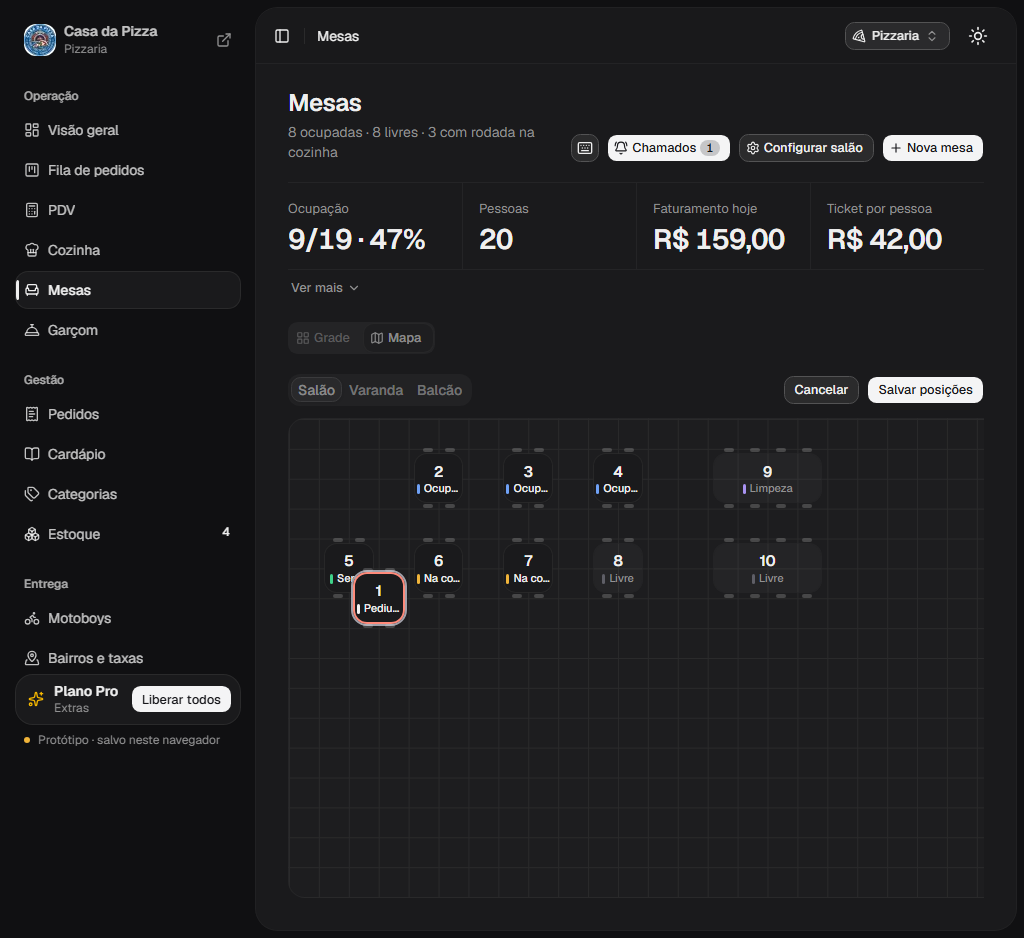 Casa da Pizza
Pizzaria
Operação
Visão geral
Fila de pedidos
PDV
Cozinha
Mesas
Garçom
Gestão
Pedidos
Cardápio
Categorias
Estoque 4
Entrega
Motoboys
Bairros e taxas
Plano Pro
Extras
Liberar todos
Protótipo · salvo neste navegador
Mesas
Pizzaria
Mesas
8 ocupadas · 8 livres · 3 com rodada na
cozinha
Chamados 1
Configurar salão
+ Nova mesa
Ocupação
9/19 · 47%
Pessoas
20
Faturamento hoje
R$ 159,00
Ticket por pessoa
R$ 42,00
Ver mais
Grade
Mapa
Salão Varanda Balcão
Cancelar
Salvar posições
2
Ocup…
3
Ocup…
4
Ocup…
9
Limpeza
5
Ser
6
Na co…
7
Na co…
8
Livre
10
Livre
1
Pediu…